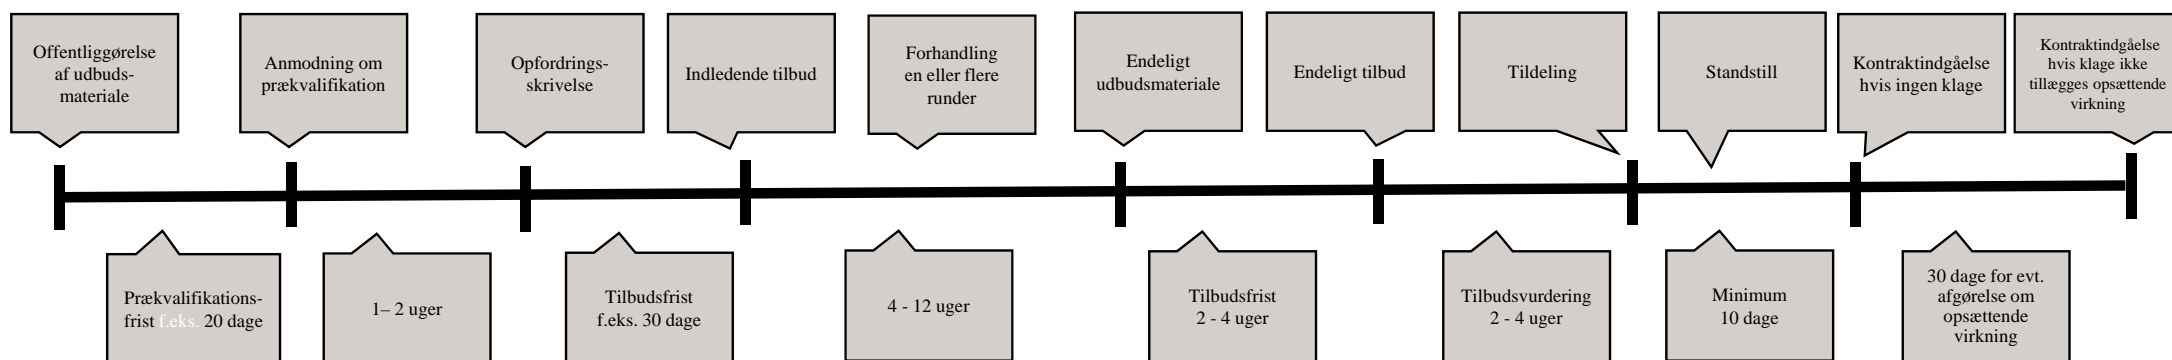 Offentliggørelse
af udbuds-
materiale
Anmodning om
prækvalifikation
Opfordrings-
skrivelse
Indledende tilbud
Forhandling
en eller flere
runder
Endeligt
udbudsmateriale
Endeligt tilbud
Tildeling
Standstill
Kontraktindgåelse
hvis ingen klage
Kontraktindgåelse
hvis klage ikke
tillægges opsættende
virkning
Prækvalifikations-
frist f.eks. 20 dage
1– 2 uger
Tilbudsfrist
f.eks. 30 dage
4 - 12 uger
Tilbudsfrist
2 - 4 uger
Tilbudsvurdering
2 - 4 uger
Minimum
10 dage
30 dage for evt.
afgørelse om
opsættende
virkning